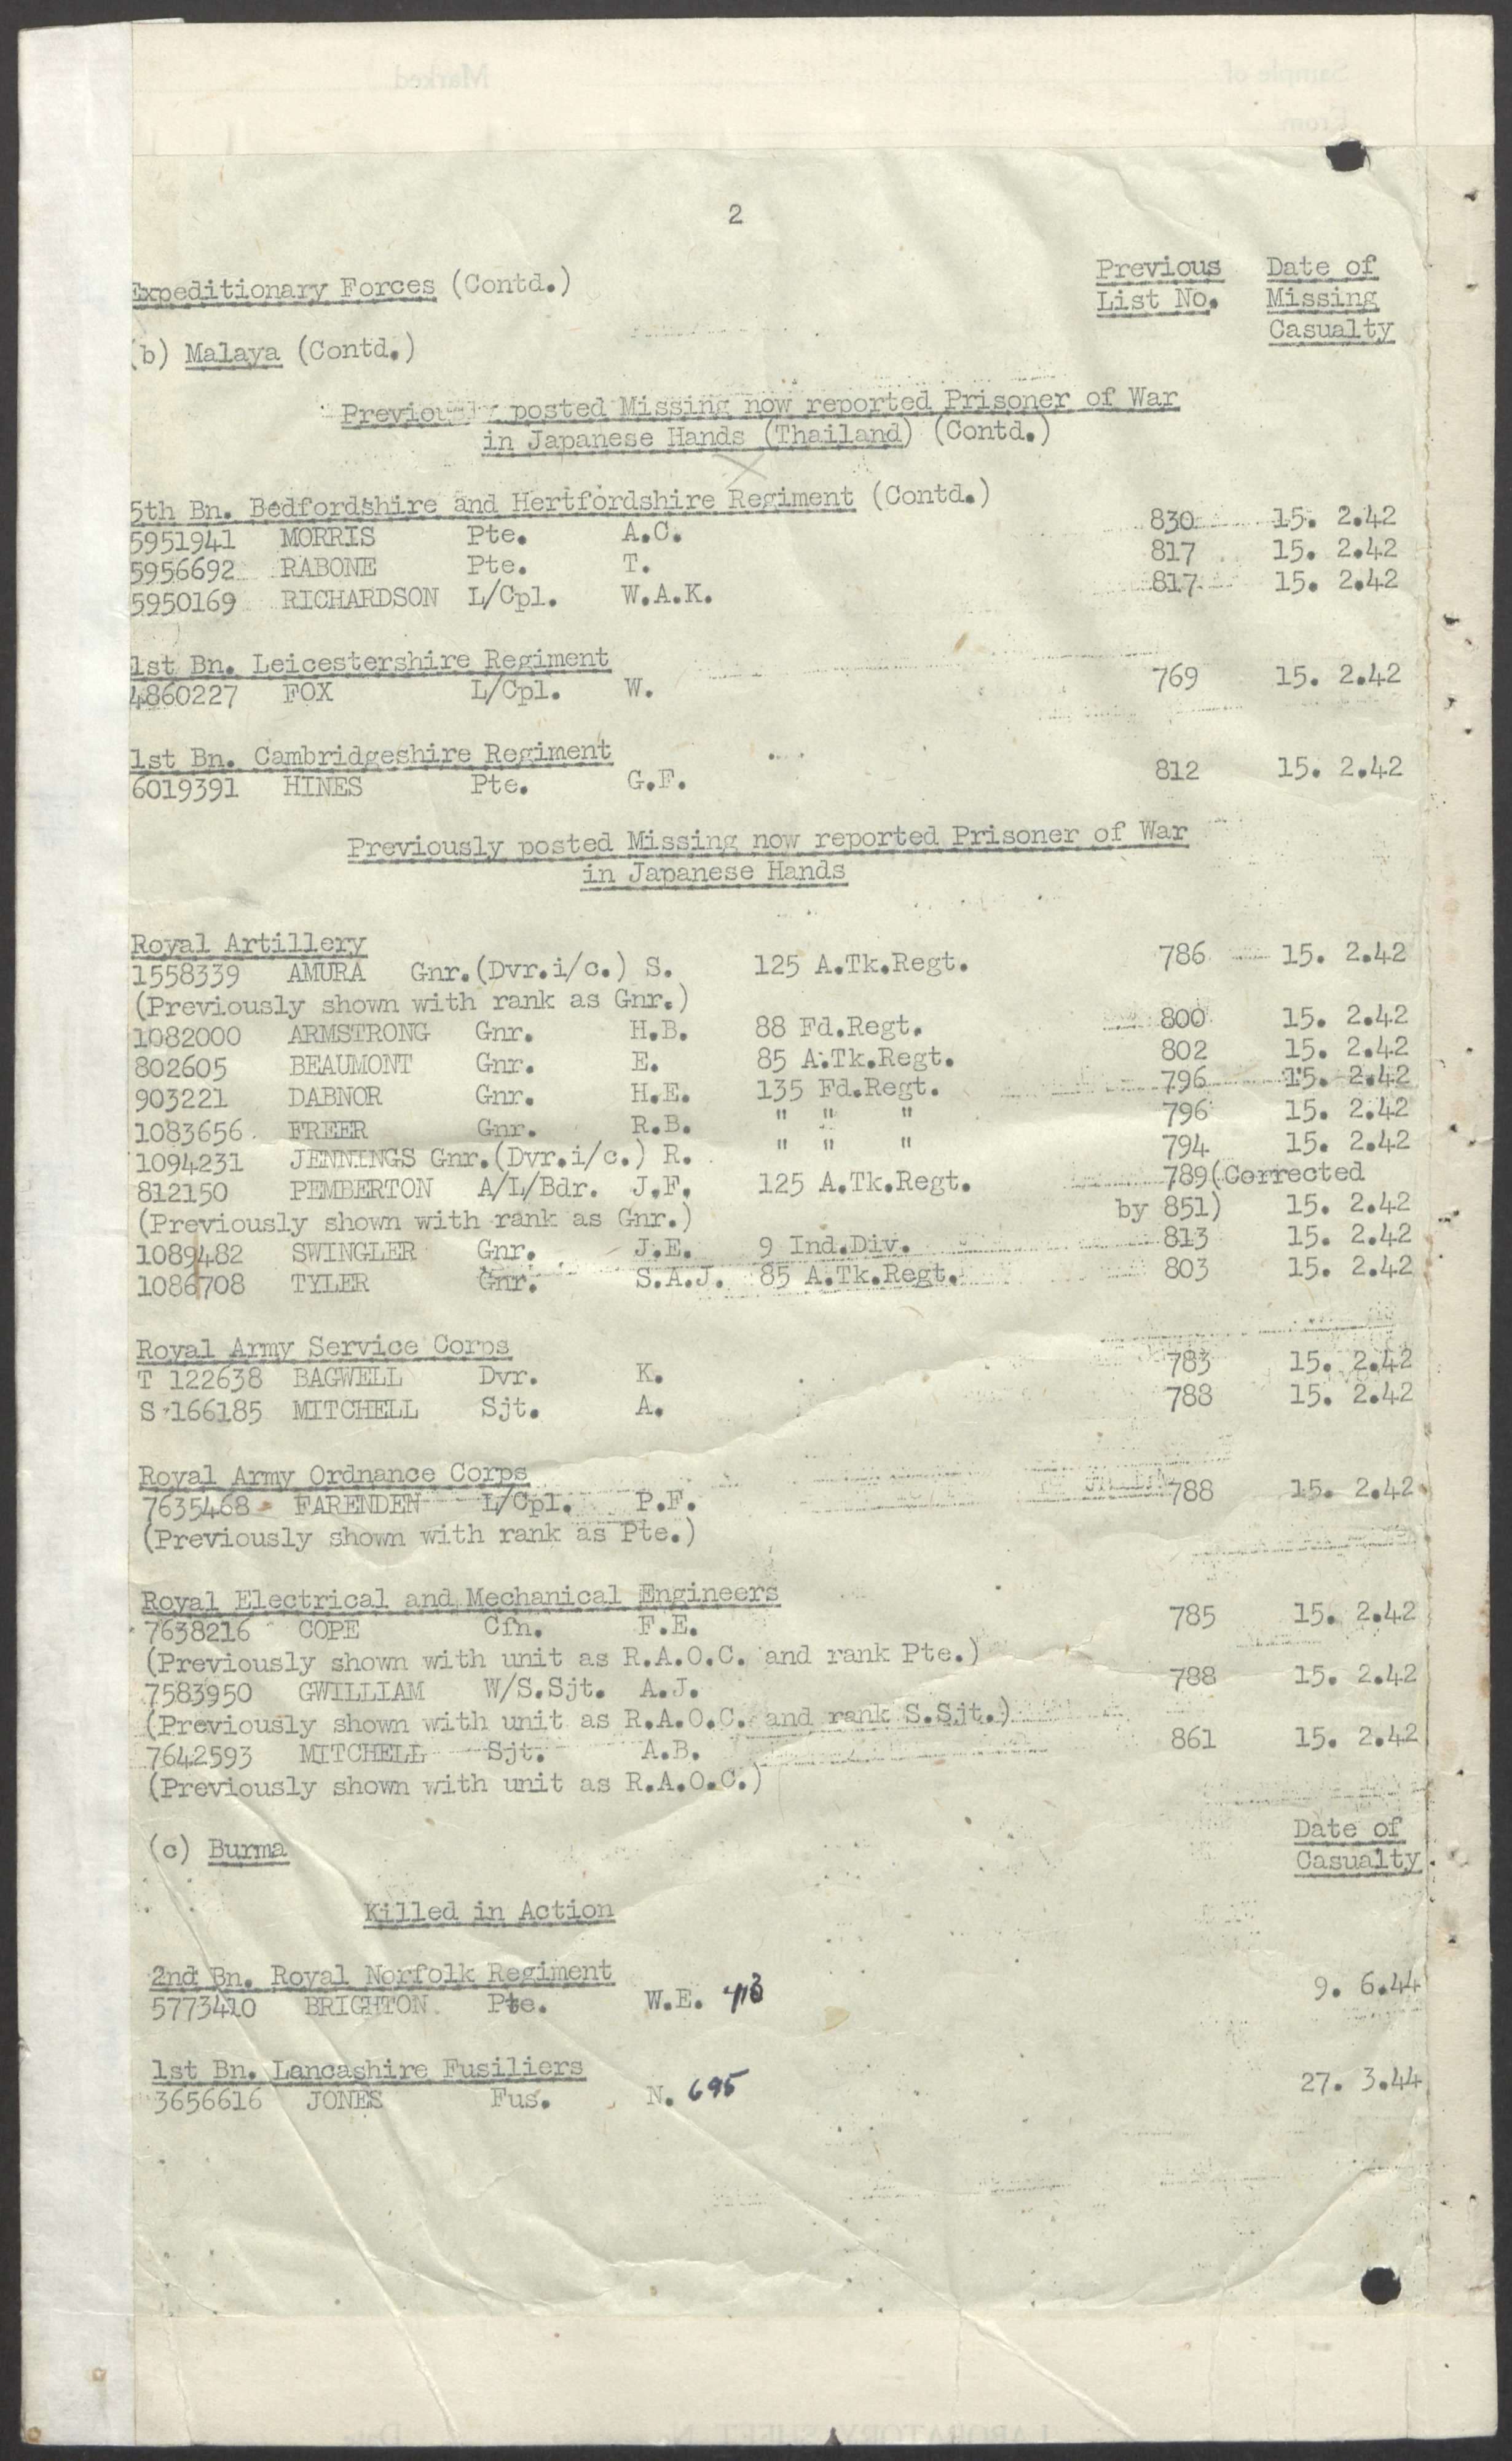 Marked
Sample of
From
2
Expeditionary Forces (Contd.) Previous Date of
List No. Missing
Casualty
(b) Malaya (Contd.)
Previously posted Missing now reported Prisoner of War
in Japanese Hands (Thailand) (Contd.)
5th Bn. Bedfordshire and Hertfordshire Regiment (Contd.)
5951941 MORRIS Pte. A.C. 830 15. 2.42
5956692 RABONE Pte. T. 817 15. 2.42
5950169 RICHARDSON L/Cpl. W.A.K. 817 15. 2.42
1st Bn. Leicestershire Regiment
4860227 FOX L/Cpl. W. 769 15. 2.42
1st Bn. Cambridgeshire Regiment
6019391 HINES Pte. G.F. 812 15. 2.42
Previously posted Missing now reported Prisoner of War
in Japanese Hands
Royal Artillery
1558339 AMURA Gnr.(Dvr.i/c.) S. 125 A.Tk.Regt. 786 15. 2.42
(Previously shown with rank as Gnr.)
1082000 ARMSTRONG Gnr. H.B. 88 Fd.Regt. 800 15. 2.42
802605 BEAUMONT Gnr. E. 85 A.Tk.Regt. 802 15. 2.42
903221 DABNOR Gnr. H.E. 135 Fd.Regt. 796 15. 2.42
1083656 FREER Gnr. R.B. " " " 796 15. 2.42
1094231 JENNINGS Gnr.(Dvr.i/c.) R. " " " 794 15. 2.42
812150 PEMBERTON A/L/Bdr. J.F. 125 A.Tk.Regt. 789(Corrected
(Previously shown with rank as Gnr.) by 851) 15. 2.42
1089482 SWINGLER Gnr. J.E. 9 Ind.Div. 813 15. 2.42
1086708 TYLER Gnr. S.A.J. 85 A.Tk.Regt. 803 15. 2.42
Royal Army Service Corps
T 122638 BAGWELL Dvr. K. 783 15. 2.42
S 166185 MITCHELL Sjt. A. 788 15. 2.42
Royal Army Ordnance Corps
7635468 FARENDEN L/Cpl. P.F. 788 15. 2.42
(Previously shown with rank as Pte.)
Royal Electrical and Mechanical Engineers
7638216 COPE Cfn. F.E. 785 15. 2.42
(Previously shown with unit as R.A.O.C. and rank Pte.)
7583950 GWILLIAM W/S.Sjt. A.J. 788 15. 2.42
(Previously shown with unit as R.A.O.C. and rank S.Sjt.)
7642593 MITCHELL Sjt. A.B. 861 15. 2.42
(Previously shown with unit as R.A.O.C.)
(c) Burma Date of
Casualty
Killed in Action
2nd Bn. Royal Norfolk Regiment
5773410 BRIGHTON Pte. W.E. 9. 6.44
1st Bn. Lancashire Fusiliers
3656616 JONES Fus. N. 695 27. 3.44